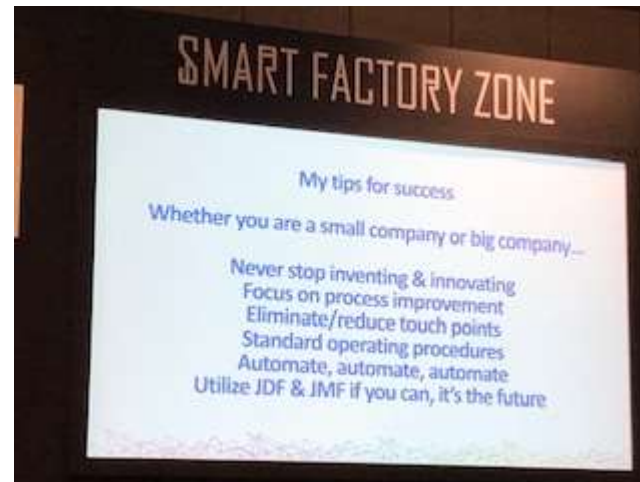 SMART FACTORY ZONE
My tips for success
Whether you are a small company or big company...
Never stop inventing & innovating
Focus on process improvement
Eliminate/reduce touch points
Standard operating procedures
Automate, automate, automate
Utilize JDF & JMF if you can, it's the future